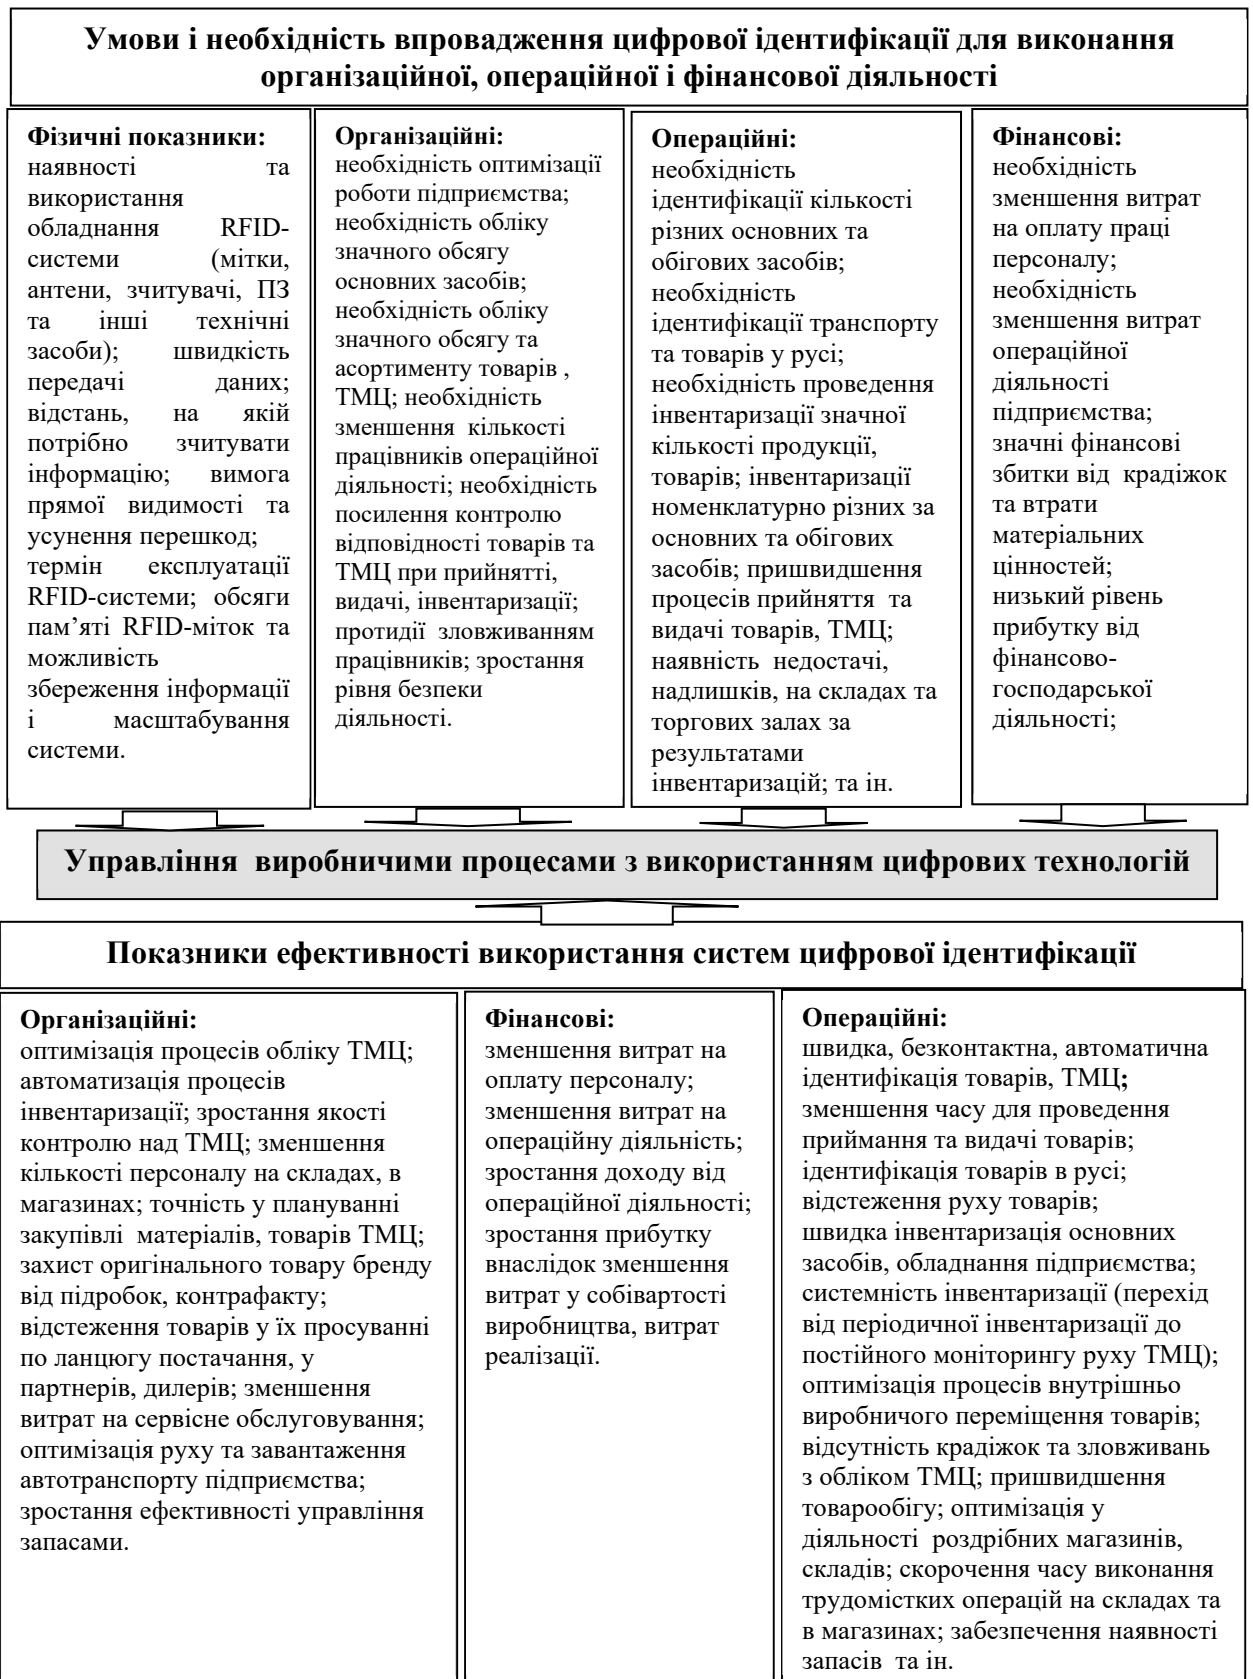 Умови і необхідність впровадження цифрової ідентифікації для виконання
організаційної, операційної і фінансової діяльності
Фізичні показники:
наявності та
використання
обладнання RFID-
системи (мітки,
антени, зчитувачі, ПЗ
та інші технічні
засоби); швидкість
передачі даних;
відстань, на якій
потрібно зчитувати
інформацію; вимога
прямої видимості та
усунення перешкод;
термін експлуатації
RFID-системи; обсяги
пам’яті RFID-міток та
можливість
збереження інформації
і масштабування
системи.
Організаційні:
необхідність оптимізації
роботи підприємства;
необхідність обліку
значного обсягу
основних засобів;
необхідність обліку
значного обсягу та
асортименту товарів ,
ТМЦ; необхідність
зменшення кількості
працівників операційної
діяльності; необхідність
посилення контролю
відповідності товарів та
ТМЦ при прийнятті,
видачі, інвентаризації;
протидії зловживанням
працівників; зростання
рівня безпеки
діяльності.
Операційні:
необхідність
ідентифікації кількості
різних основних та
обігових засобів;
необхідність
ідентифікації транспорту
та товарів у русі;
необхідність проведення
інвентаризації значної
кількості продукції,
товарів; інвентаризації
номенклатурно різних за
основних та обігових
засобів; пришвидшення
процесів прийняття та
видачі товарів, ТМЦ;
наявність недостачі,
надлишків, на складах та
торгових залах за
результатами
інвентаризацій; та ін.
Фінансові:
необхідність
зменшення витрат
на оплату праці
персоналу;
необхідність
зменшення витрат
операційної
діяльності
підприємства;
значні фінансові
збитки від крадіжок
та втрати
матеріальних
цінностей;
низький рівень
прибутку від
фінансово-
господарської
діяльності;
Управління виробничими процесами з використанням цифрових технологій
Показники ефективності використання систем цифрової ідентифікації
Організаційні:
оптимізація процесів обліку ТМЦ;
автоматизація процесів
інвентаризації; зростання якості
контролю над ТМЦ; зменшення
кількості персоналу на складах, в
магазинах; точність у плануванні
закупівлі матеріалів, товарів ТМЦ;
захист оригінального товару бренду
від підробок, контрафакту;
відстеження товарів у їх просуванні
по ланцюгу постачання, у
партнерів, дилерів; зменшення
витрат на сервісне обслуговування;
оптимізація руху та завантаження
автотранспорту підприємства;
зростання ефективності управління
запасами.
Фінансові:
зменшення витрат на
оплату персоналу;
зменшення витрат на
операційну діяльність;
зростання доходу від
операційної діяльності;
зростання прибутку
внаслідок зменшення
витрат у собівартості
виробництва, витрат
реалізації.
Операційні:
швидка, безконтактна, автоматична
ідентифікація товарів, ТМЦ;
зменшення часу для проведення
приймання та видачі товарів;
ідентифікація товарів в русі;
відстеження руху товарів;
швидка інвентаризація основних
засобів, обладнання підприємства;
системність інвентаризації (перехід
від періодичної інвентаризації до
постійного моніторингу руху ТМЦ);
оптимізація процесів внутрішньо
виробничого переміщення товарів;
відсутність крадіжок та зловживань
з обліком ТМЦ; пришвидшення
товарообігу; оптимізація у
діяльності роздрібних магазинів,
складів; скорочення часу виконання
трудомістких операцій на складах та
в магазинах; забезпечення наявності
запасів та ін.